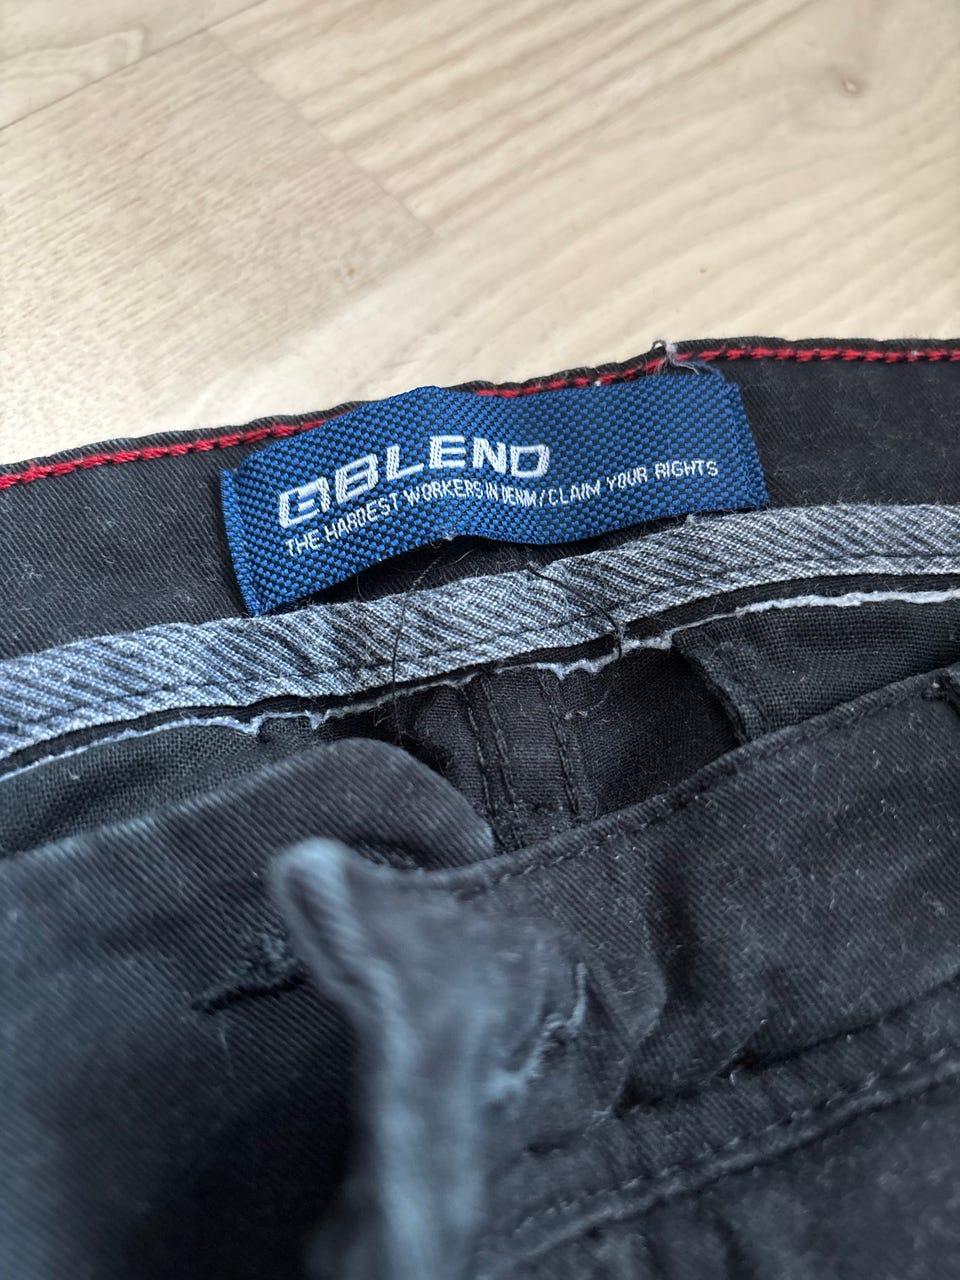 BLEND
THE HARDEST WORKERS IN DENIM/CLAIM YOUR RIGHTS